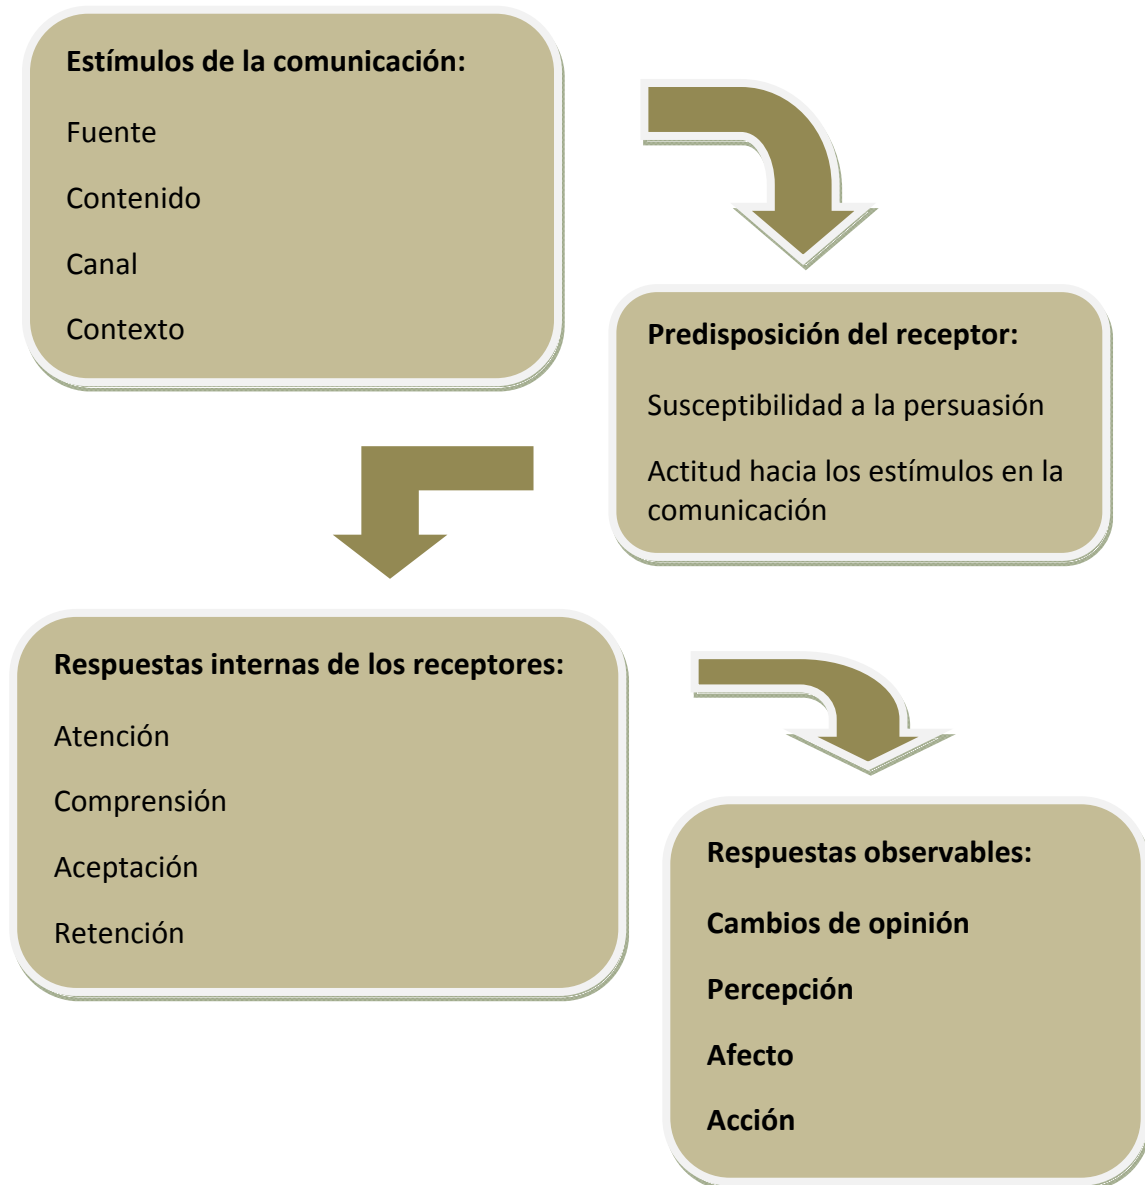 Estímulos de la comunicación:
Fuente
Contenido
Canal
Contexto
Predisposición del receptor:
Susceptibilidad a la persuasión
Actitud hacia los estímulos en la
comunicación
Respuestas internas de los receptores:
Atención
Comprensión
Aceptación
Retención
Respuestas observables:
Cambios de opinión
Percepción
Afecto
Acción